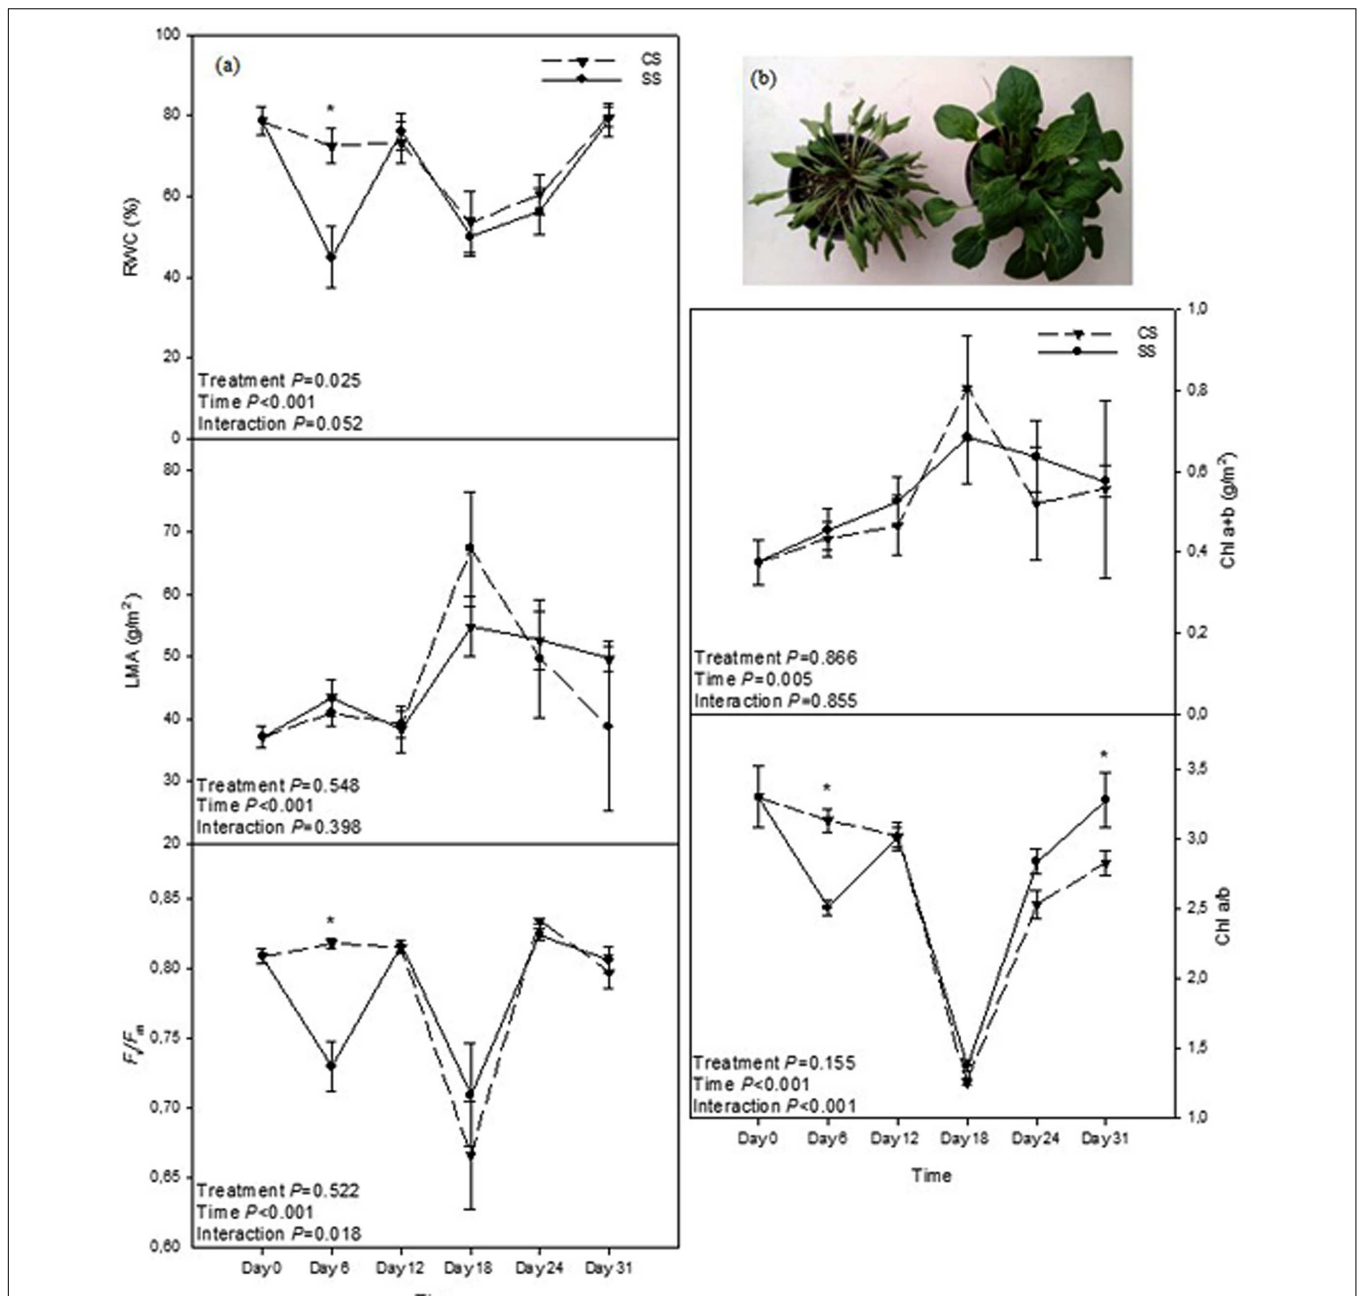 (a)
CS
SS
100
80
60
40
20
0
RWC (%)
*
Treatment P=0.025
Time P<0.001
Interaction P=0.052
80
70
60
50
40
30
20
LMA (g/m²)
Treatment P=0.548
Time P<0.001
Interaction P=0.398
0,85
0,80
0,75
0,70
0,65
0,60
Fv/Fm
*
Treatment P=0.522
Time P<0.001
Interaction P=0.018
Day0 Day6 Day12 Day18 Day24 Day31
(b)
CS
SS
1,0
0,8
0,6
0,4
0,2
0,0
Chl a+b (g/m²)
Treatment P=0.866
Time P=0.005
Interaction P=0.855
*
*
3,5
3,0
2,5
2,0
1,5
1,0
Chl a/b
Treatment P=0.155
Time P<0.001
Interaction P<0.001
Day0 Day6 Day12 Day18 Day24 Day31
Time